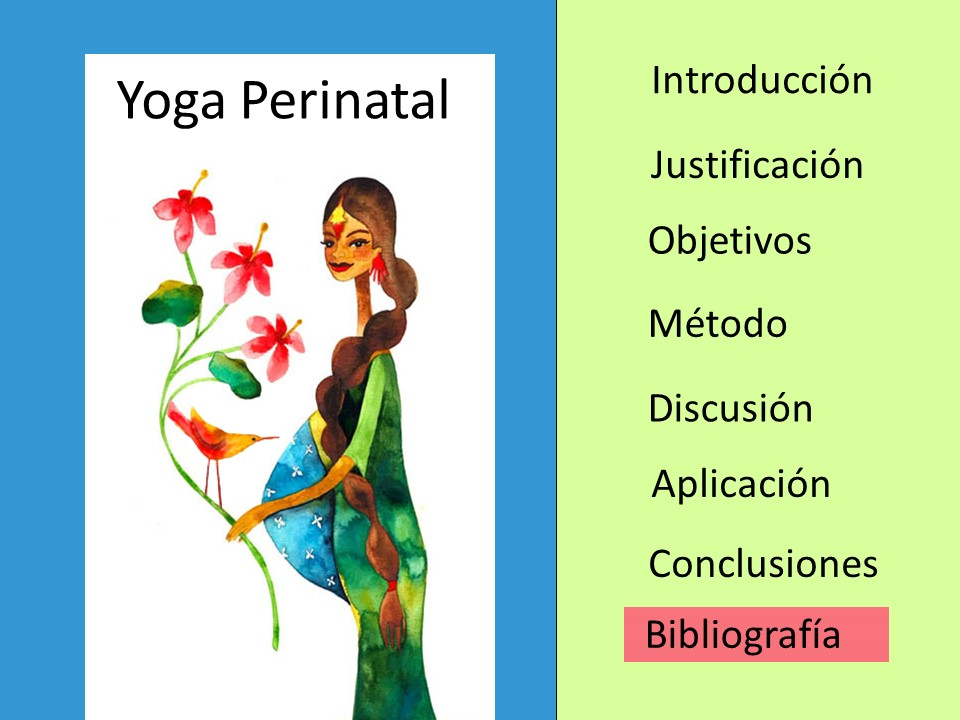 Yoga Perinatal
Introducción
Justificación
Objetivos
Método
Discusión
Aplicación
Conclusiones
Bibliografía